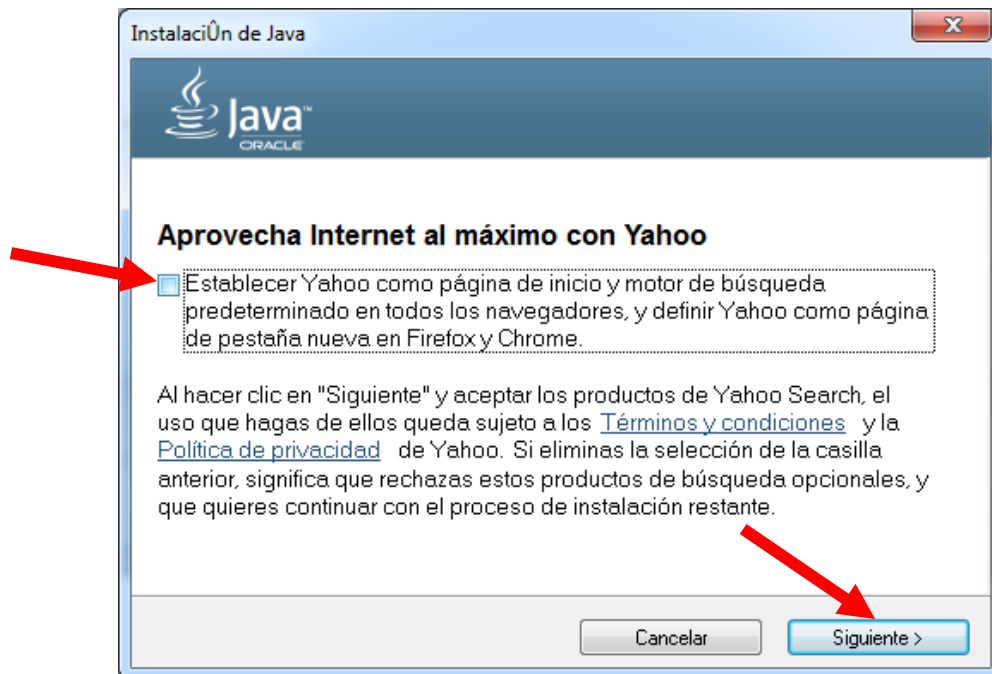 InstalaciÛn de Java
Java™
ORACLE
Aprovecha Internet al máximo con Yahoo
Establecer Yahoo como página de inicio y motor de búsqueda
predeterminado en todos los navegadores, y definir Yahoo como página
de pestaña nueva en Firefox y Chrome.
Al hacer clic en "Siguiente" y aceptar los productos de Yahoo Search, el
uso que hagas de ellos queda sujeto a los Términos y condiciones y la
Política de privacidad de Yahoo. Si eliminas la selección de la casilla
anterior, significa que rechazas estos productos de búsqueda opcionales, y
que quieres continuar con el proceso de instalación restante.
Cancelar Siguiente >